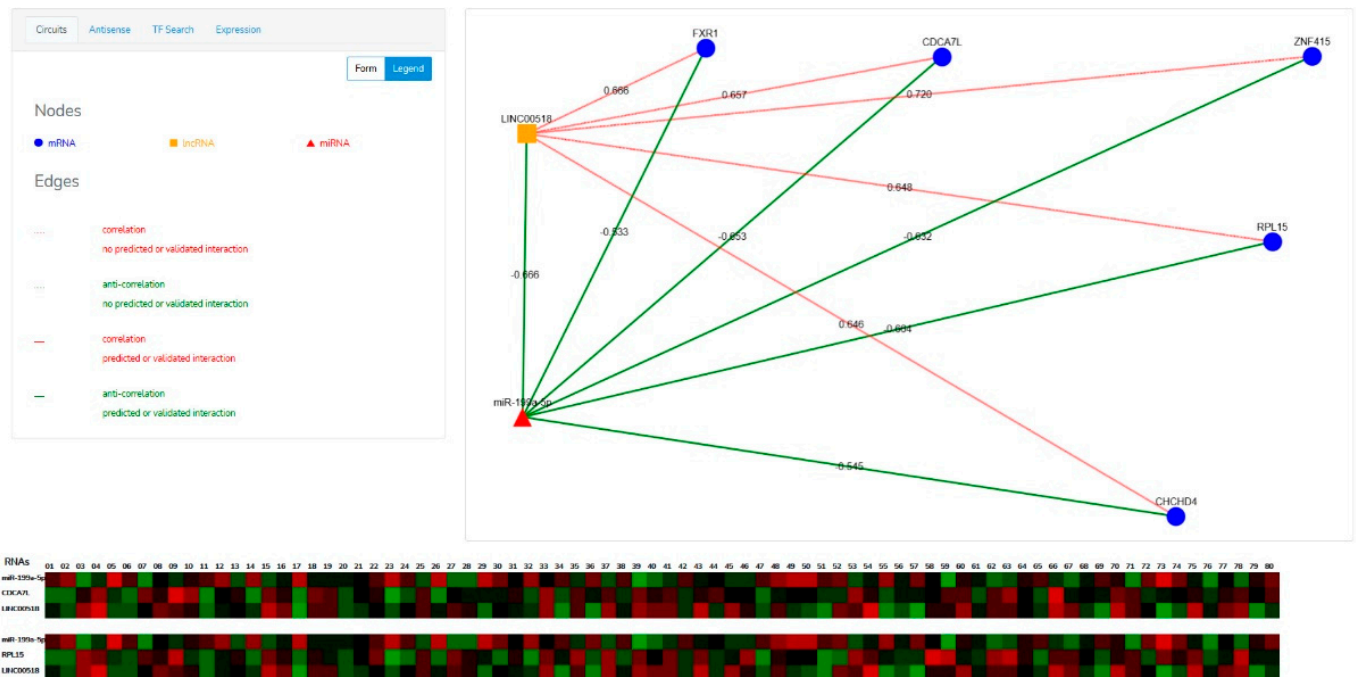 Circuits Antisense TF Search Expression
Form Legend
Nodes
mRNA lncRNA miRNA
Edges
correlation
no predicted or validated interaction
anti-correlation
no predicted or validated interaction
correlation
predicted or validated interaction
anti-correlation
predicted or validated interaction
FXR1
CDCA7L
ZNF415
0.666
0.657
0.720
LINC00518
0.648
RPL15
-0.533
-0.653
-0.632
-0.666
0.646
miR-199a-5p
-0.545
CHCHD4
RNAs 01 02 03 04 05 06 07 08 09 10 11 12 13 14 15 16 17 18 19 20 21 22 23 24 25 26 27 28 29 30 31 32 33 34 35 36 37 38 39 40 41 42 43 44 45 46 47 48 49 50 51 52 53 54 55 56 57 58 59 60 61 62 63 64 65 66 67 68 69 70 71 72 73 74 75 76 77 78 79 80
miR-199a-5p
CDCA7L
LINC00518
miR-199a-5p
RPL15
LINC00518